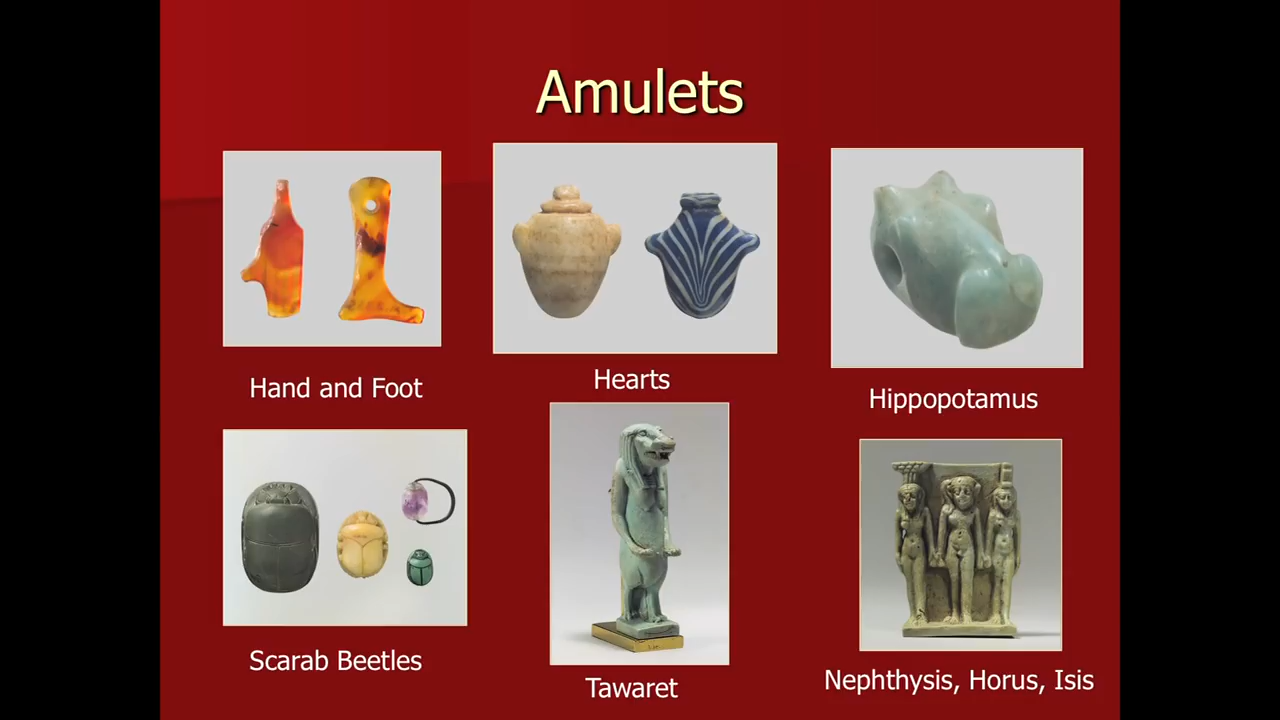 Amulets
Hand and Foot
Hearts
Hippopotamus
Scarab Beetles
Tawaret
Nephthysis, Horus, Isis